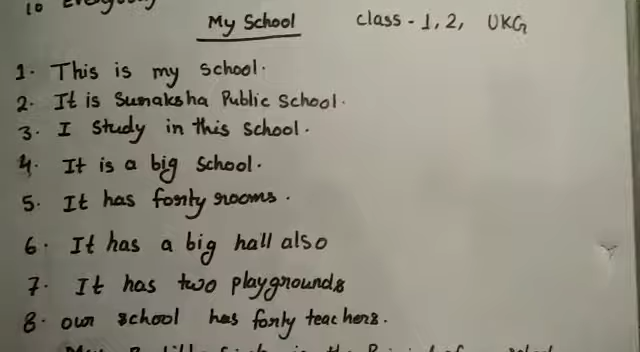 10 Everybody
My School class - 1, 2, UKG
1. This is my school.
2. It is Sunaksha Public School.
3. I study in this school.
4. It is a big School.
5. It has forty rooms.
6. It has a big hall also
7. It has two playgrounds
8. our school has forty teachers.